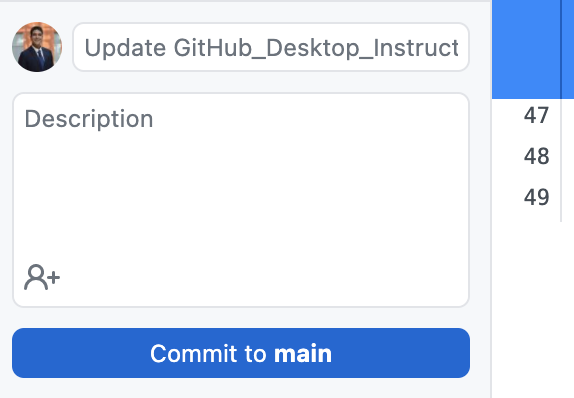 Update GitHub_Desktop_Instruct
Description
Commit to main
47
48
49